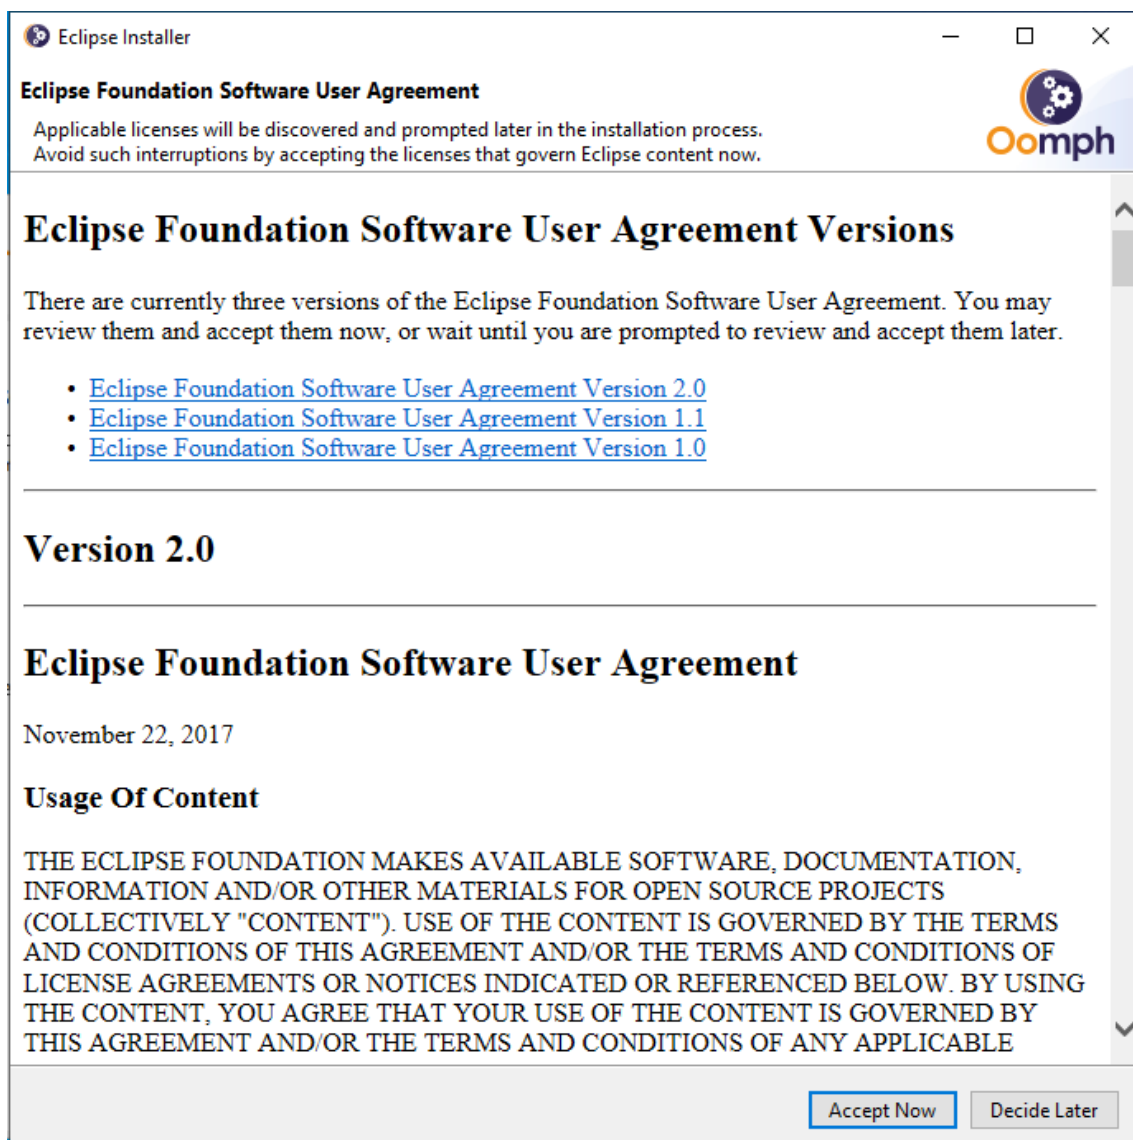 Eclipse Installer
Eclipse Foundation Software User Agreement
Applicable licenses will be discovered and prompted later in the installation process.
Avoid such interruptions by accepting the licenses that govern Eclipse content now.
Oomph
Eclipse Foundation Software User Agreement Versions
There are currently three versions of the Eclipse Foundation Software User Agreement. You may
review them and accept them now, or wait until you are prompted to review and accept them later.
• Eclipse Foundation Software User Agreement Version 2.0
• Eclipse Foundation Software User Agreement Version 1.1
• Eclipse Foundation Software User Agreement Version 1.0
Version 2.0
Eclipse Foundation Software User Agreement
November 22, 2017
Usage Of Content
THE ECLIPSE FOUNDATION MAKES AVAILABLE SOFTWARE, DOCUMENTATION,
INFORMATION AND/OR OTHER MATERIALS FOR OPEN SOURCE PROJECTS
(COLLECTIVELY "CONTENT"). USE OF THE CONTENT IS GOVERNED BY THE TERMS
AND CONDITIONS OF THIS AGREEMENT AND/OR THE TERMS AND CONDITIONS OF
LICENSE AGREEMENTS OR NOTICES INDICATED OR REFERENCED BELOW. BY USING
THE CONTENT, YOU AGREE THAT YOUR USE OF THE CONTENT IS GOVERNED BY
THIS AGREEMENT AND/OR THE TERMS AND CONDITIONS OF ANY APPLICABLE
Accept Now
Decide Later